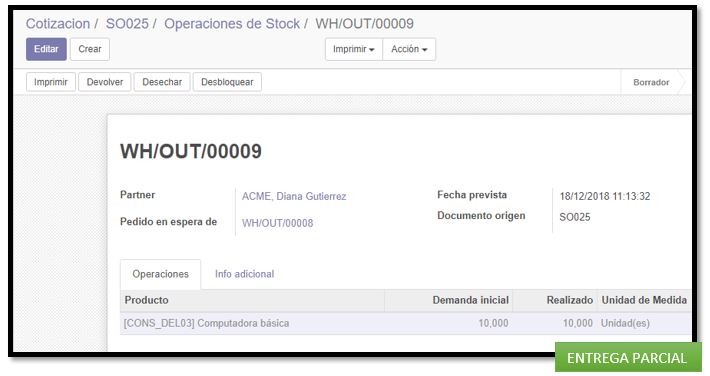 Cotizacion / SO025 / Operaciones de Stock / WH/OUT/00009
Editar Crear Imprimir Acción
Imprimir Devolver Desechar Desbloquear Borrador
WH/OUT/00009
Partner ACME, Diana Gutierrez Fecha prevista 18/12/2018 11:13:32
Pedido en espera de WH/OUT/00008 Documento origen SO025
Operaciones Info adicional
Producto Demanda inicial Realizado Unidad de Medida
[CONS_DEL03] Computadora básica 10,000 10,000 Unidad(es)
ENTREGA PARCIAL